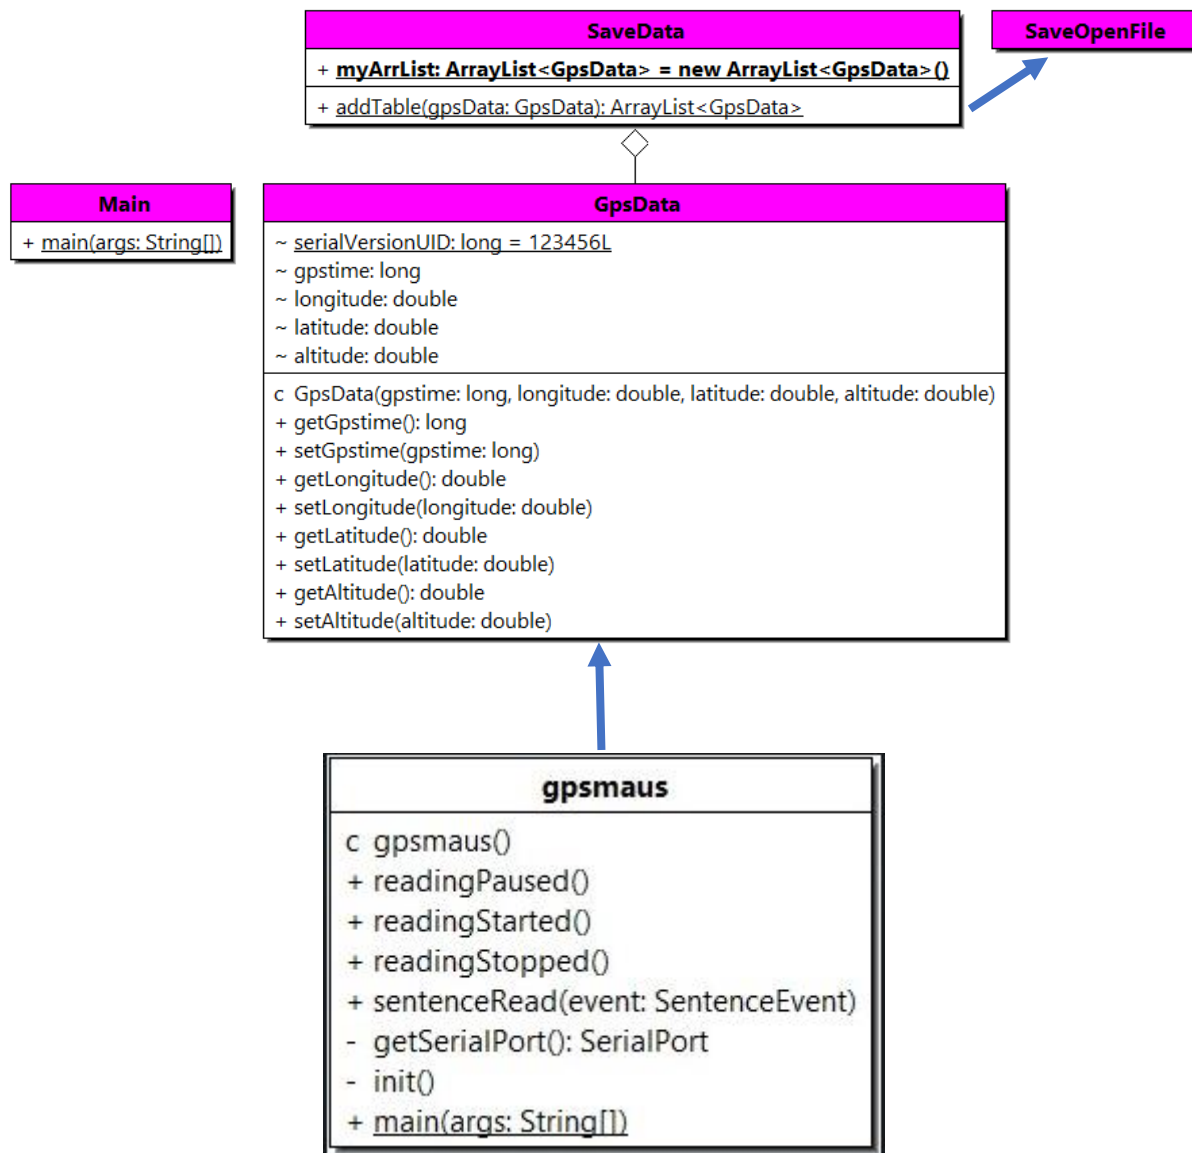 SaveData
+ myArrList: ArrayList<GpsData> = new ArrayList<GpsData>()
+ addTable(gpsData: GpsData): ArrayList<GpsData>
SaveOpenFile
Main
+ main(args: String[])
GpsData
~ serialVersionUID: long = 123456L
~ gpstime: long
~ longitude: double
~ latitude: double
~ altitude: double
c GpsData(gpstime: long, longitude: double, latitude: double, altitude: double)
+ getGpstime(): long
+ setGpstime(gpstime: long)
+ getLongitude(): double
+ setLongitude(longitude: double)
+ getLatitude(): double
+ setLatitude(latitude: double)
+ getAltitude(): double
+ setAltitude(altitude: double)
gpsmaus
c gpsmaus()
+ readingPaused()
+ readingStarted()
+ readingStopped()
+ sentenceRead(event: SentenceEvent)
- getSerialPort(): SerialPort
- init()
+ main(args: String[])